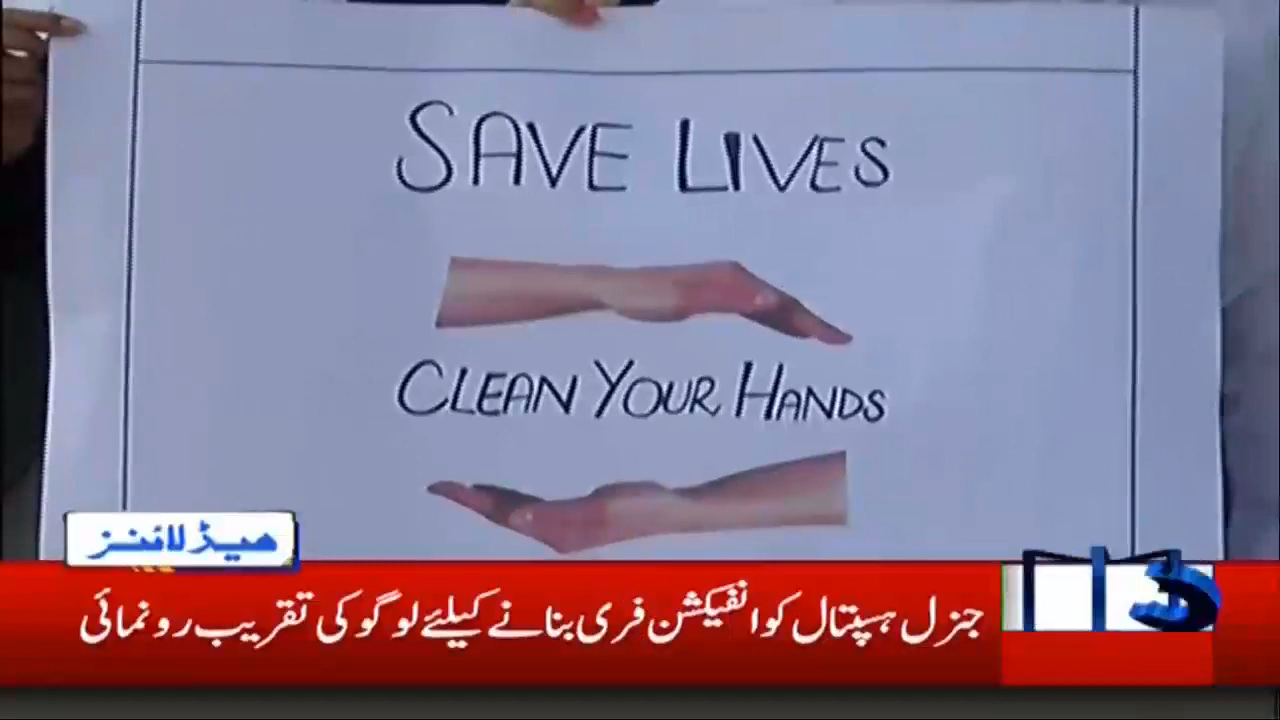 SAVE LIVES
CLEAN YOUR HANDS
ہیڈ لائنز
جنرل ہسپتال کو انفیکشن فری بنانے کیلئے لوگو کی تقریب رونمائی